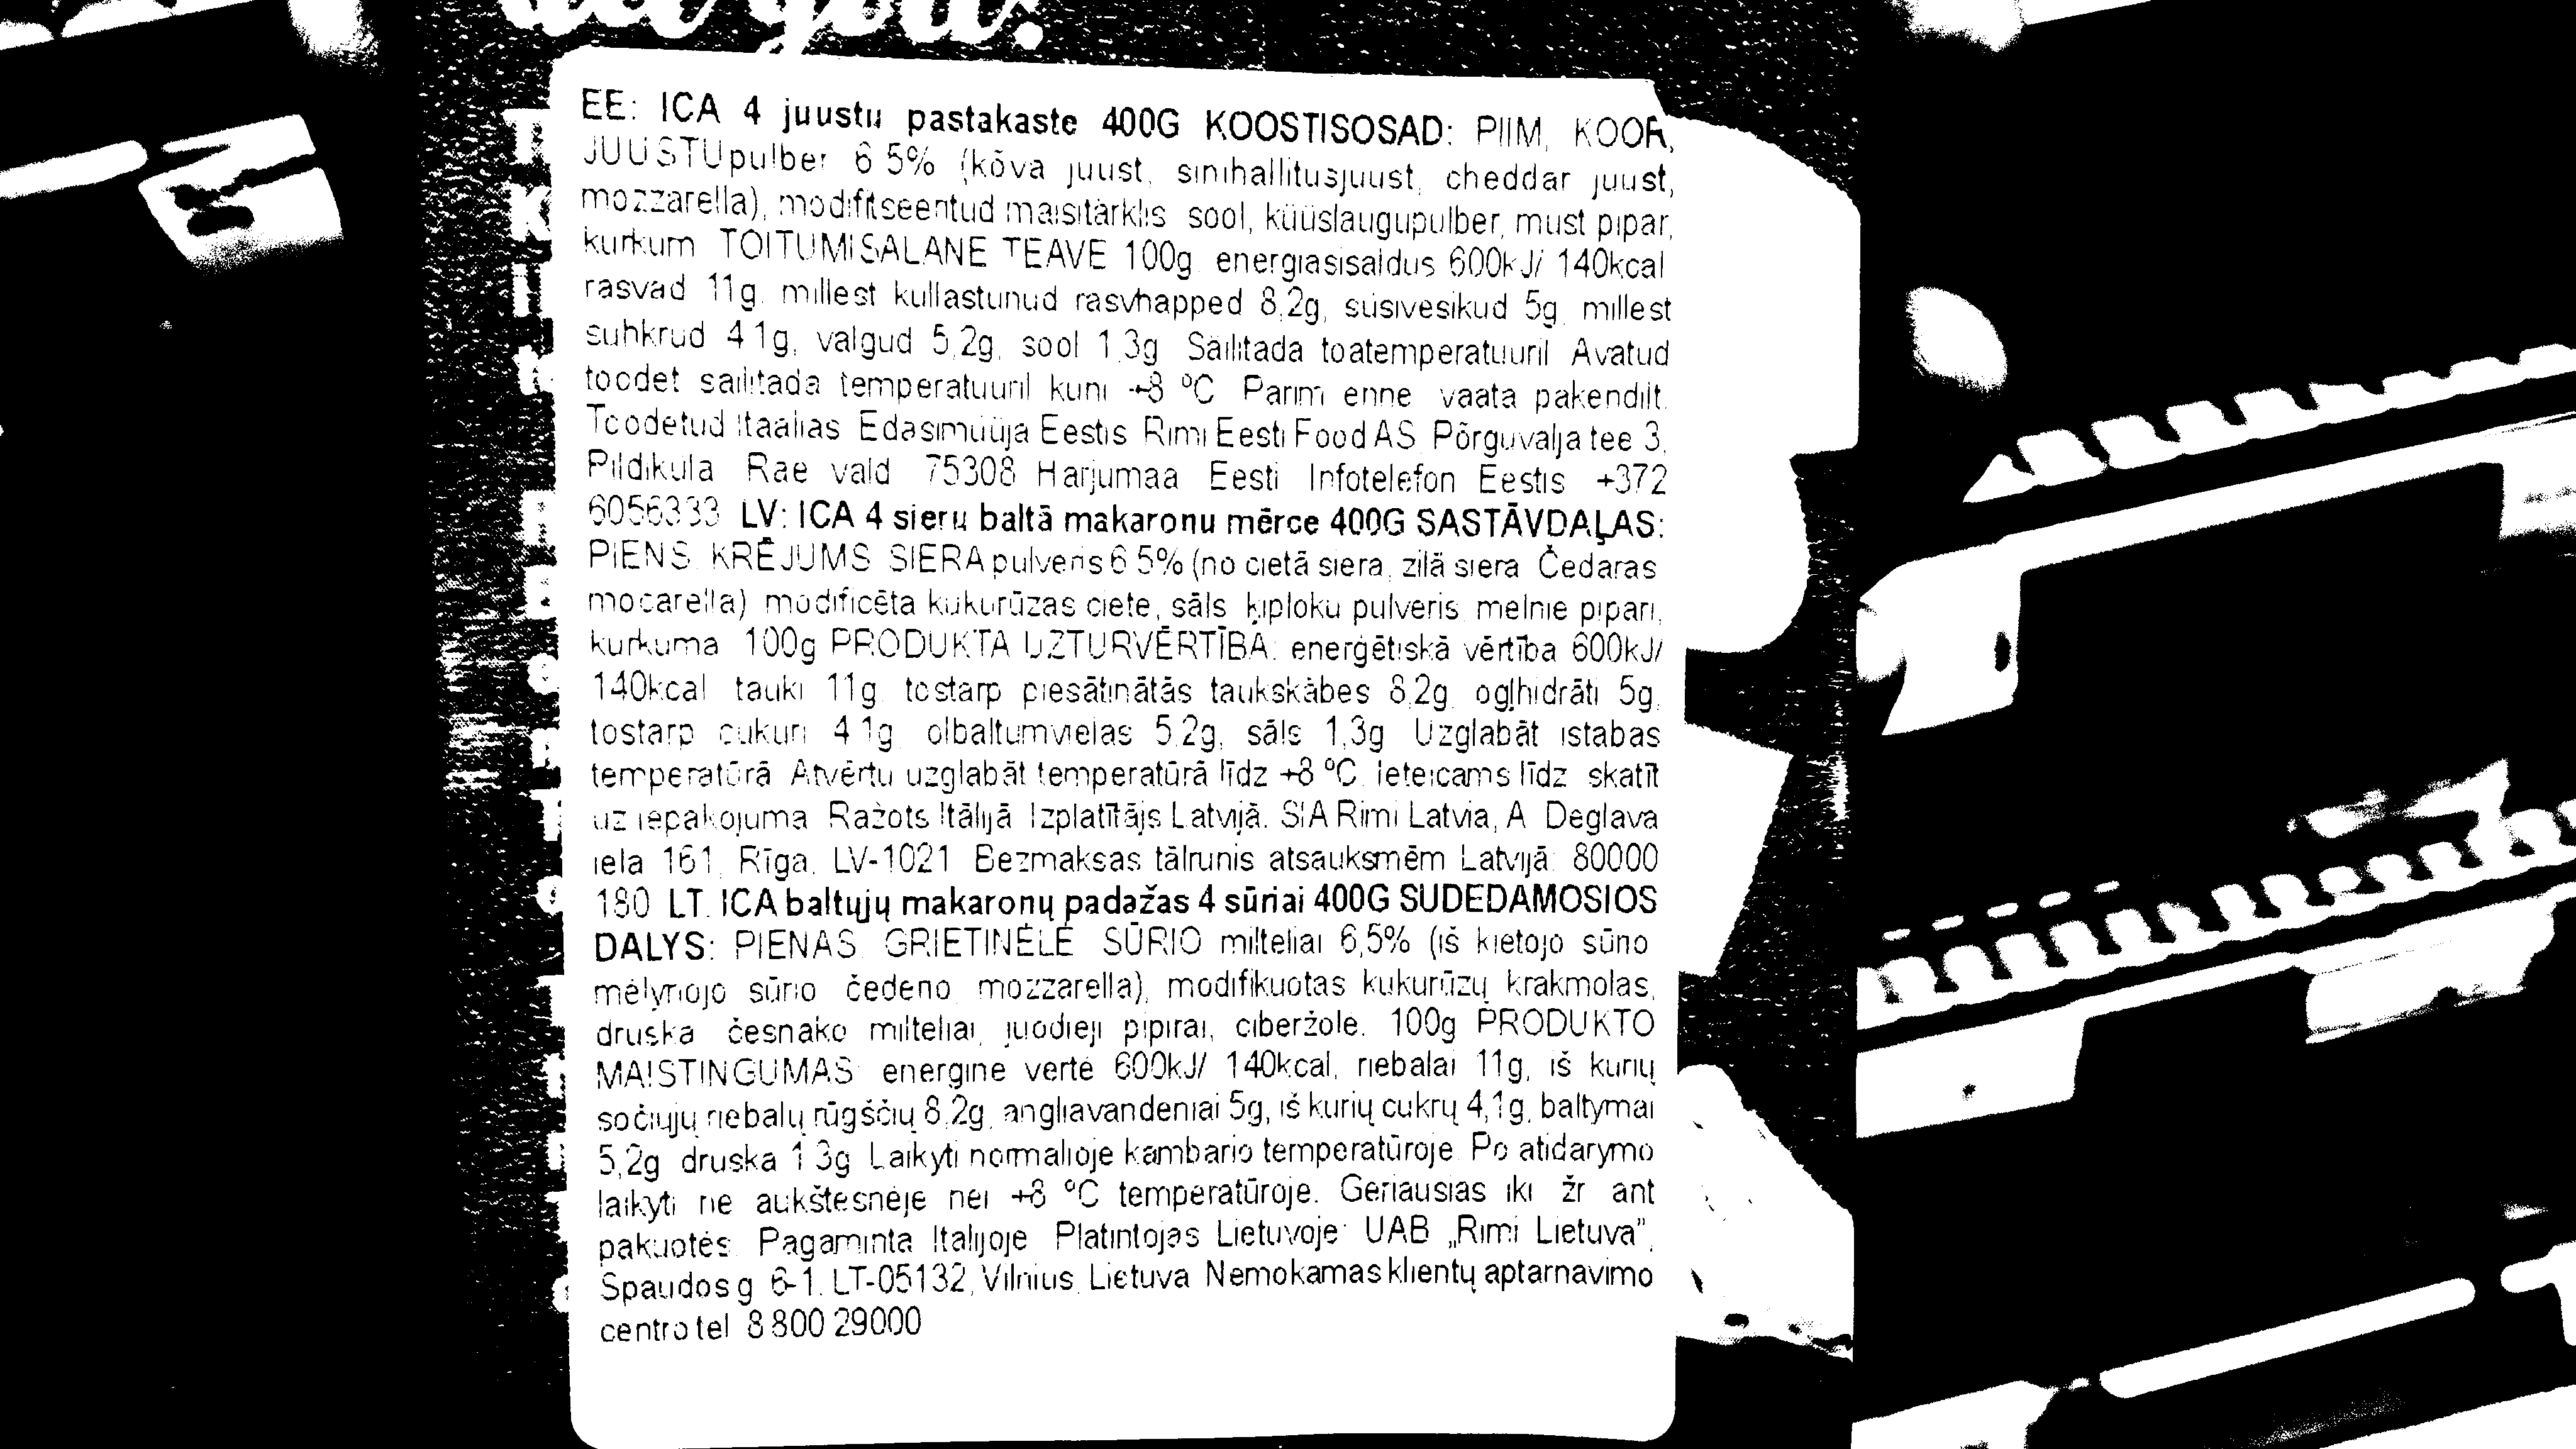 EE: ICA 4 juustu pastakaste 400G KOOSTISOSAD: PIIM, KOOR,
JUUSTUpulber 6 5% (kõva juust, sinihallitusjuust, cheddar juust,
mozzarella), modifitseeritud maisitärklis sool, küüslaugupulber, must pipar,
kurkum TOITUMISALANE TEAVE 100g energiasisaldus 600kJ/ 140kcal
rasvad 11g, millest küllastunud rasvhapped 8,2g, süsivesikud 5g, millest
suhkrud 4 1g, valgud 5,2g, sool 1,3g Säilitada toatemperatuuril Avatud
toodet säilitada temperatuuril kuni +8 °C Parim enne vaata pakendilt.
Toodetud Itaalias Edasimüüja Eestis Rimi Eesti Food AS Põrguvälja tee 3,
Pildiküla Rae vald 75308 Harjumaa Eesti Infotelefon Eestis +372
6056333 LV: ICA 4 sieru baltā makaronu mērce 400G SASTĀVDAĻAS:
PIENS, KRĒJUMS SIERA pulveris 6 5% (no cietā siera, zilā siera Čedaras
mocarella) modificēta kukurūzas ciete, sāls ķiploku pulveris melnie pipari,
kurkuma 100g PRODUKTA UZTURVĒRTĪBA: enerģētiskā vērtība 600kJ/
140kcal tauki 11g tostarp piesātinātās taukskābes 8,2g ogļhidrāti 5g,
tostarp cukuri 4 1g olbaltumvielas 5,2g, sāls 1,3g Uzglabāt istabas
temperatūrā Atvērtu uzglabāt temperatūrā līdz +8 °C. Ieteicams līdz skatīt
uz iepakojuma Ražots Itālijā Izplatītājs Latvijā: SIA Rimi Latvia, A Deglava
iela 161, Rīga, LV-1021 Bezmaksas tālrunis atsauksmēm Latvijā: 80000
180 LT: ICA baltųjų makaronų padažas 4 sūriai 400G SUDEDAMOSIOS
DALYS: PIENAS GRIETINĖLĖ SŪRIO milteliai 6,5% (iš kietojo sūrio
mėlynojo sūrio čederio mozzarella), modifikuotas kukurūzų krakmolas,
druska česnako milteliai, juodieji pipirai, ciberžolė. 100g PRODUKTO
MAISTINGUMAS energinė vertė 600kJ/ 140kcal, riebalai 11g, iš kurių
sočiųjų riebalų rūgščių 8,2g, angliavandeniai 5g, iš kurių cukrų 4,1g, baltymai
5,2g druska 1 3g Laikyti normalioje kambario temperatūroje Po atidarymo
laikyti ne aukštesnėje nei +8 °C temperatūroje. Geriausias iki žr ant
pakuotės Pagaminta Italijoje Platintojas Lietuvoje: UAB „Rimi Lietuva”,
Spaudos g 6-1, LT-05132, Vilnius, Lietuva Nemokamas klientų aptarnavimo
centro tel 8 800 29000